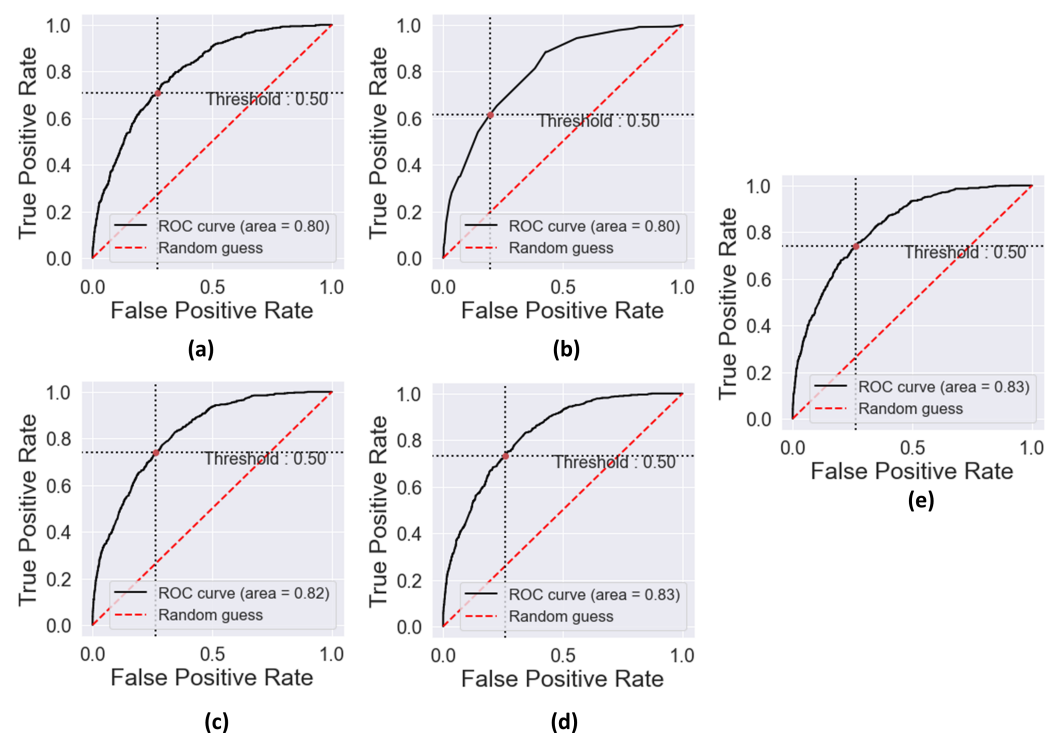 1.0
0.8
0.6
0.4
0.2
0.0
True Positive Rate
Threshold : 0.50
ROC curve (area = 0.80)
Random guess
0.0 0.5 1.0
False Positive Rate
(a)
1.0
0.8
0.6
0.4
0.2
0.0
True Positive Rate
Threshold : 0.50
ROC curve (area = 0.80)
Random guess
0.0 0.5 1.0
False Positive Rate
(b)
1.0
0.8
0.6
0.4
0.2
0.0
True Positive Rate
Threshold : 0.50
ROC curve (area = 0.82)
Random guess
0.0 0.5 1.0
False Positive Rate
(c)
1.0
0.8
0.6
0.4
0.2
0.0
True Positive Rate
Threshold : 0.50
ROC curve (area = 0.83)
Random guess
0.0 0.5 1.0
False Positive Rate
(d)
1.0
0.8
0.6
0.4
0.2
0.0
True Positive Rate
Threshold : 0.50
ROC curve (area = 0.83)
Random guess
0.0 0.5 1.0
False Positive Rate
(e)